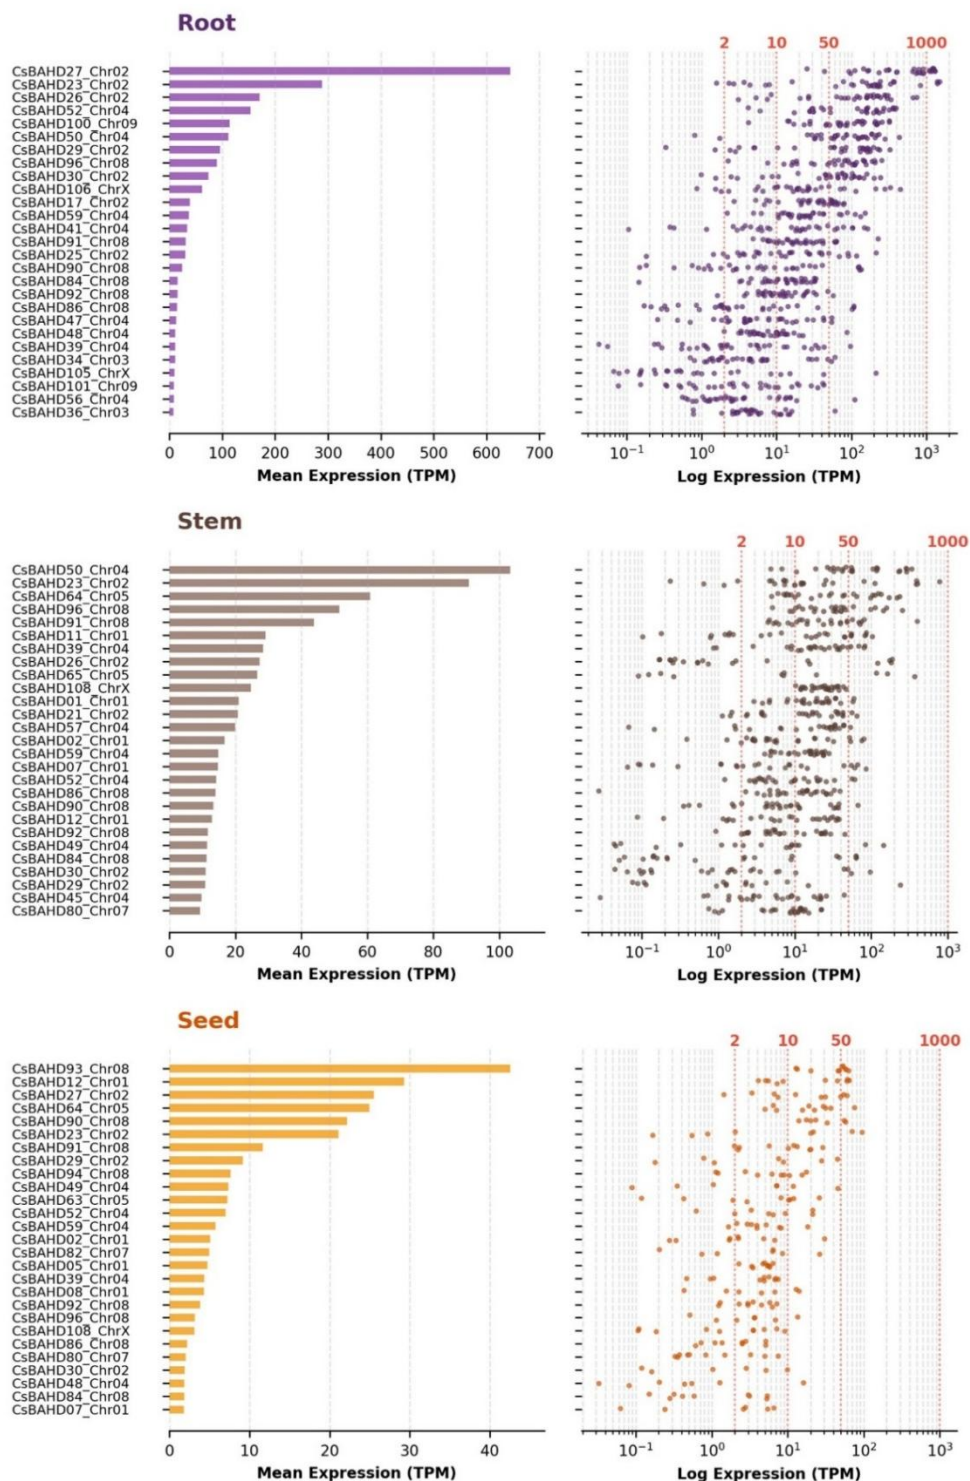 Root
2 10 50 1000
CsBAHD27_Chr02
CsBAHD23_Chr02
CsBAHD26_Chr02
CsBAHD52_Chr04
CsBAHD100_Chr09
CsBAHD50_Chr04
CsBAHD29_Chr02
CsBAHD96_Chr08
CsBAHD30_Chr02
CsBAHD106_ChrX
CsBAHD17_Chr02
CsBAHD59_Chr04
CsBAHD41_Chr04
CsBAHD91_Chr08
CsBAHD25_Chr02
CsBAHD90_Chr08
CsBAHD84_Chr08
CsBAHD92_Chr08
CsBAHD86_Chr08
CsBAHD47_Chr04
CsBAHD48_Chr04
CsBAHD39_Chr04
CsBAHD34_Chr03
CsBAHD105_ChrX
CsBAHD101_Chr09
CsBAHD56_Chr04
CsBAHD36_Chr03
0 100 200 300 400 500 600 700
10⁻¹ 10⁰ 10¹ 10² 10³
Mean Expression (TPM)
Log Expression (TPM)
Stem
2 10 50 1000
CsBAHD50_Chr04
CsBAHD23_Chr02
CsBAHD64_Chr05
CsBAHD96_Chr08
CsBAHD91_Chr08
CsBAHD11_Chr01
CsBAHD39_Chr04
CsBAHD26_Chr02
CsBAHD65_Chr05
CsBAHD108_ChrX
CsBAHD01_Chr01
CsBAHD21_Chr02
CsBAHD57_Chr04
CsBAHD02_Chr01
CsBAHD59_Chr04
CsBAHD07_Chr01
CsBAHD52_Chr04
CsBAHD86_Chr08
CsBAHD90_Chr08
CsBAHD12_Chr01
CsBAHD92_Chr08
CsBAHD49_Chr04
CsBAHD84_Chr08
CsBAHD30_Chr02
CsBAHD29_Chr02
CsBAHD45_Chr04
CsBAHD80_Chr07
0 20 40 60 80 100
10⁻¹ 10⁰ 10¹ 10² 10³
Mean Expression (TPM)
Log Expression (TPM)
Seed
2 10 50 1000
CsBAHD93_Chr08
CsBAHD12_Chr01
CsBAHD27_Chr02
CsBAHD64_Chr05
CsBAHD90_Chr08
CsBAHD23_Chr02
CsBAHD91_Chr08
CsBAHD29_Chr02
CsBAHD94_Chr08
CsBAHD49_Chr04
CsBAHD63_Chr05
CsBAHD52_Chr04
CsBAHD59_Chr04
CsBAHD02_Chr01
CsBAHD82_Chr07
CsBAHD05_Chr01
CsBAHD39_Chr04
CsBAHD08_Chr01
CsBAHD92_Chr08
CsBAHD96_Chr08
CsBAHD108_ChrX
CsBAHD86_Chr08
CsBAHD80_Chr07
CsBAHD30_Chr02
CsBAHD48_Chr04
CsBAHD84_Chr08
CsBAHD07_Chr01
0 10 20 30 40
10⁻¹ 10⁰ 10¹ 10² 10³
Mean Expression (TPM)
Log Expression (TPM)